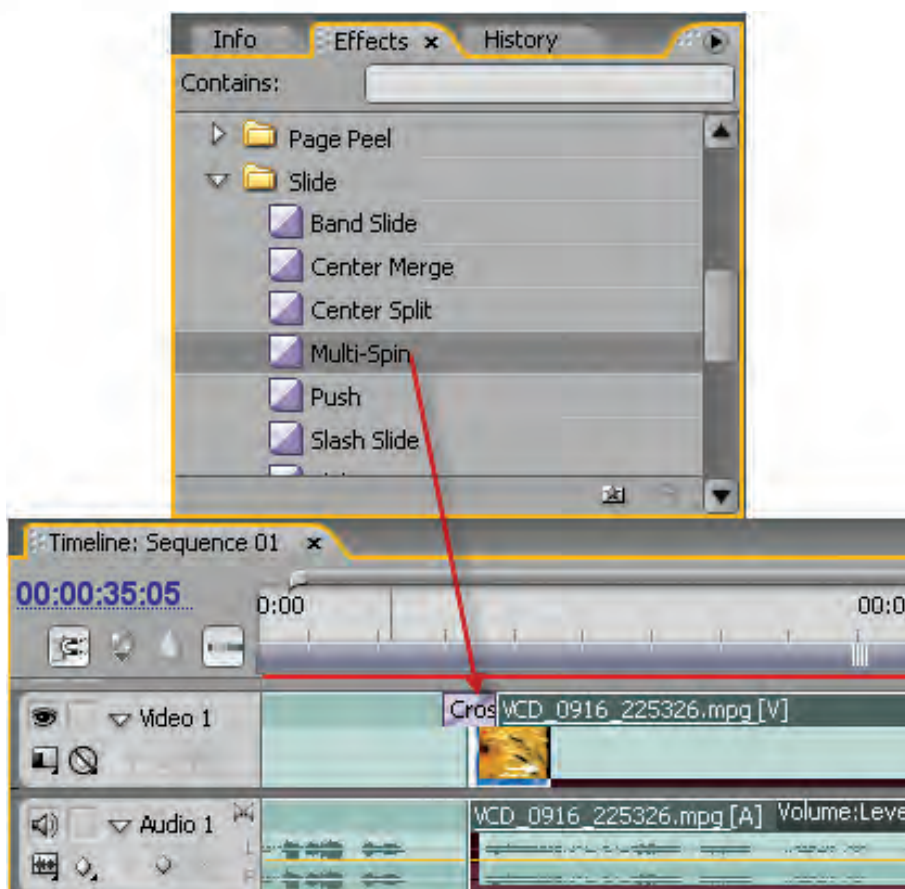 Info Effects x History
Contains:
Page Peel
Slide
Band Slide
Center Merge
Center Split
Multi-Spin
Push
Slash Slide
Timeline: Sequence 01 x
00:00:35:05
0:00 00:0
Video 1
Cros VCD_0916_225326.mpg [V]
Audio 1
VCD_0916_225326.mpg [A] Volume:Leve
L
R